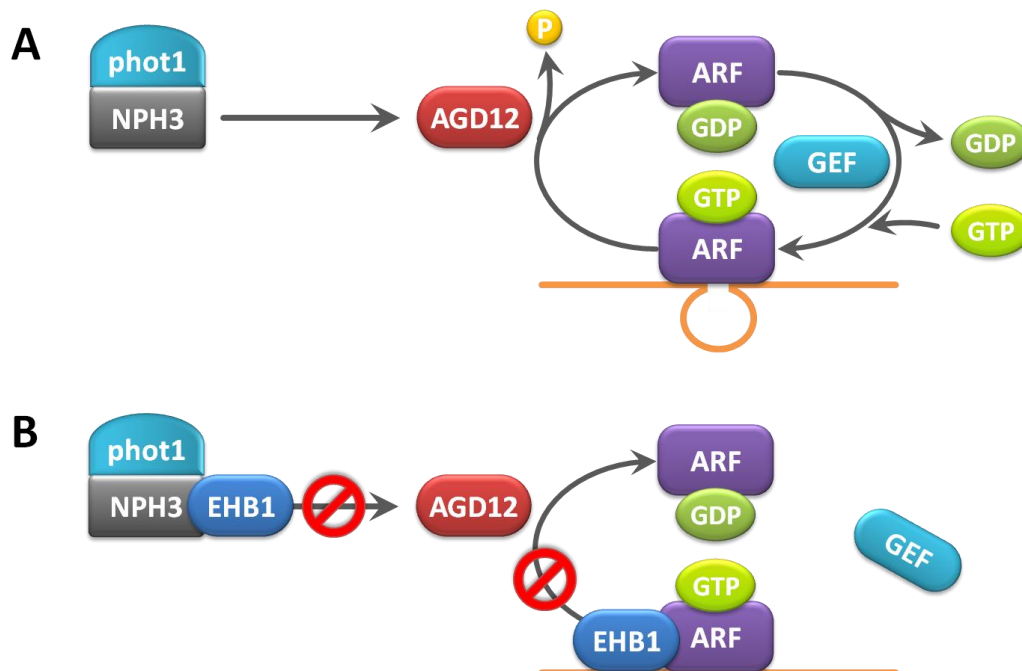 A
phot1
NPH3
AGD12
P
ARF
GDP
GEF
GDP
GTP
GTP
ARF
B
phot1
NPH3
EHB1
AGD12
ARF
GDP
GEF
GTP
EHB1
ARF